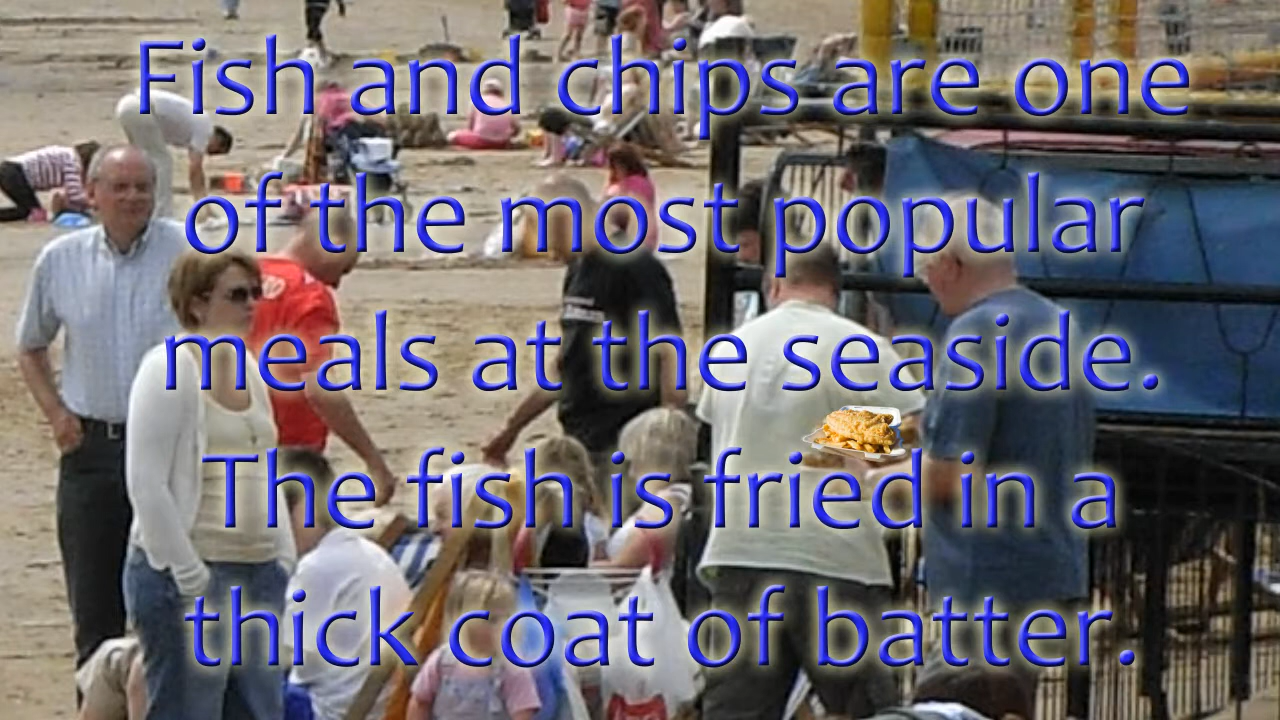 Fish and chips are one
of the most popular
meals at the seaside.
The fish is fried in a
thick coat of batter.